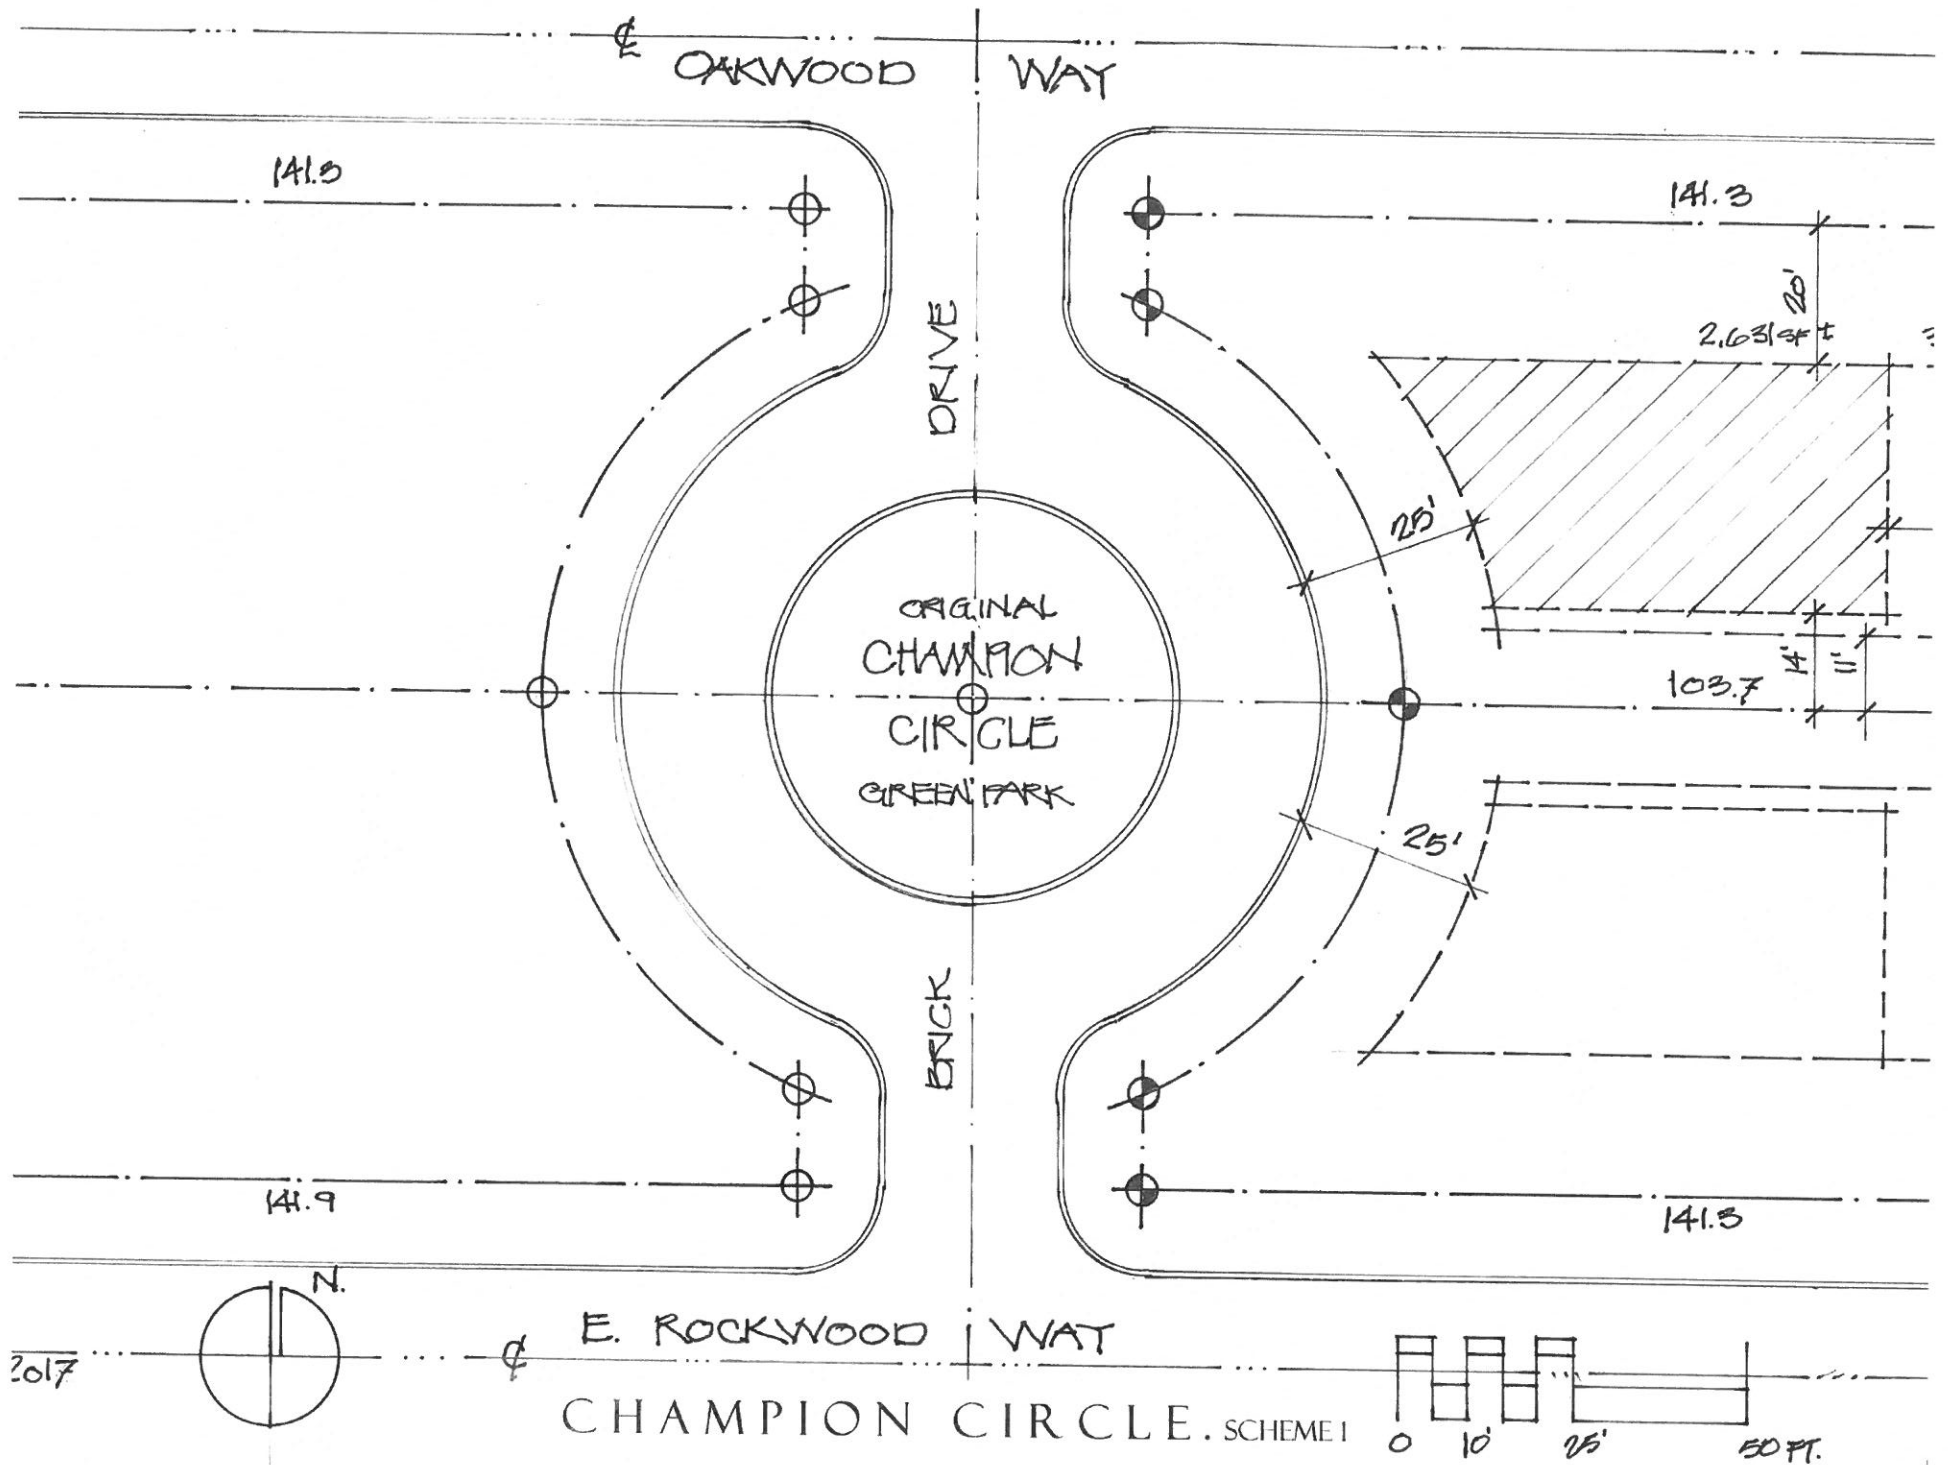 ℄ OAKWOOD WAY
141.5
141.3
20'
2,631 SF ±
DRIVE
25'
ORIGINAL
CHAMPION
CIRCLE
GREEN PARK
14'
11'
103.7
25'
BRICK
141.9
141.3
N.
2017
℄ E. ROCKWOOD WAY
CHAMPION CIRCLE. SCHEME 1
0 10' 25' 50 FT.